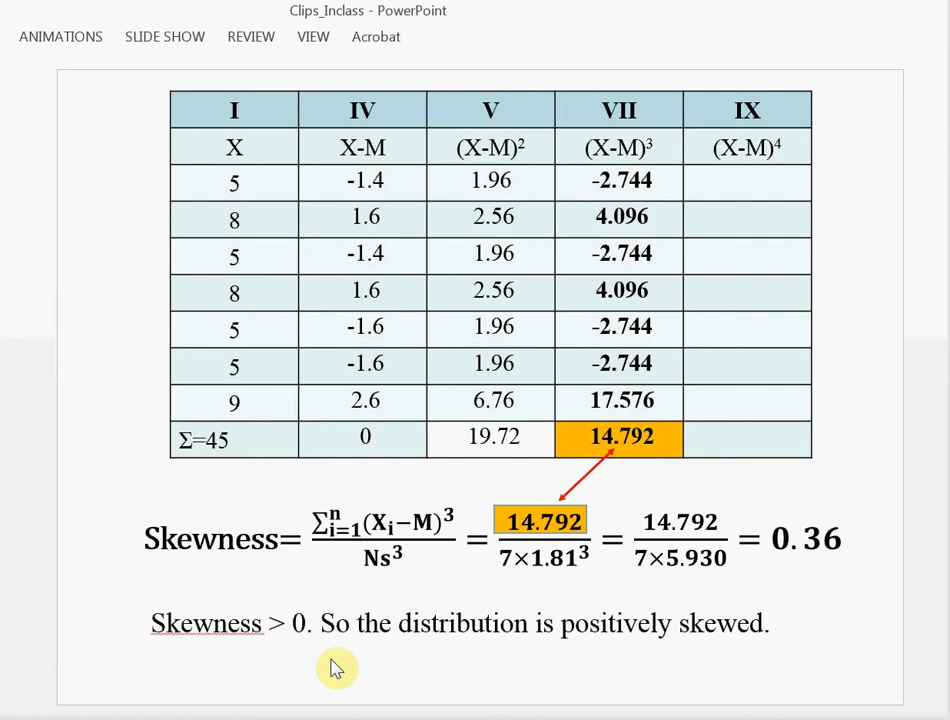 Clips_Inclass - PowerPoint
ANIMATIONS SLIDE SHOW REVIEW VIEW Acrobat
I IV V VII IX
X X-M (X-M)² (X-M)³ (X-M)⁴
5 -1.4 1.96 -2.744
8 1.6 2.56 4.096
5 -1.4 1.96 -2.744
8 1.6 2.56 4.096
5 -1.6 1.96 -2.744
5 -1.6 1.96 -2.744
9 2.6 6.76 17.576
Σ=45 0 19.72 14.792
Skewness= ∑ⁿᵢ₌₁(Xᵢ−M)³ / Ns³ = 14.792 / 7×1.81³ = 14.792 / 7×5.930 = 0.36
Skewness > 0. So the distribution is positively skewed.